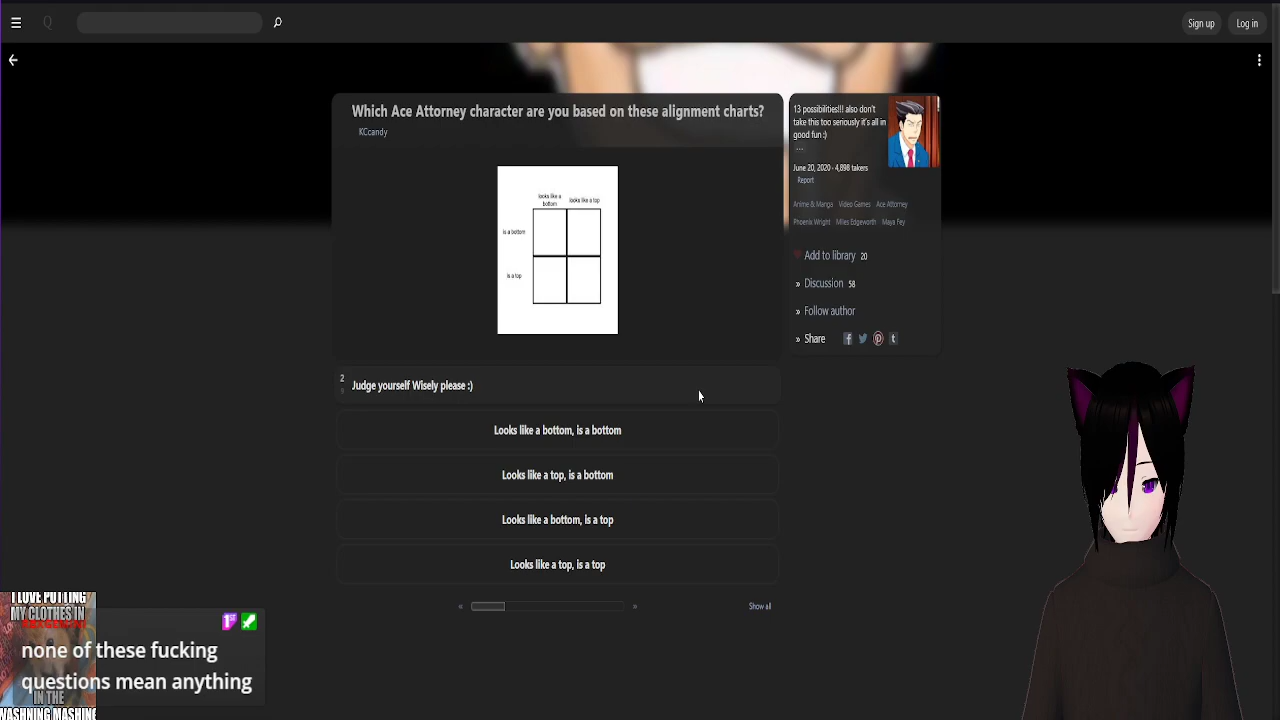 Q
Sign up
Log in
Which Ace Attorney character are you based on these alignment charts?
KCcandy
looks like a
bottom
looks like a top
is a bottom
is a top
13 possibilities!!! also don't
take this too seriously it's all in
good fun :)
...
June 20, 2020 · 4,898 takers
Report
Anime & Manga Video Games Ace Attorney
Phoenix Wright Miles Edgeworth Maya Fey
Add to library 20
» Discussion 58
» Follow author
» Share f t
2
Judge yourself Wisely please :)
Looks like a bottom, is a bottom
Looks like a top, is a bottom
Looks like a bottom, is a top
Looks like a top, is a top
« »
Show all
I LOVE PUTTING
MY CLOTHES IN
IN THE
WASHNING MASHINE
1ST
none of these fucking
questions mean anything